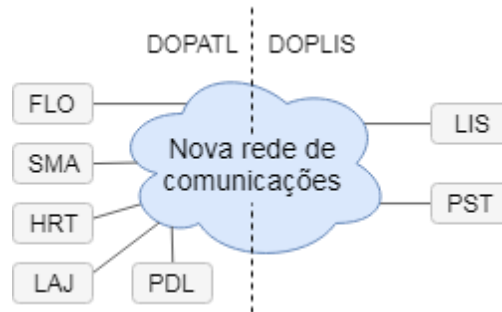 DOPATL DOPLIS
FLO
SMA
HRT
LAJ
PDL
Nova rede de
comunicações
LIS
PST